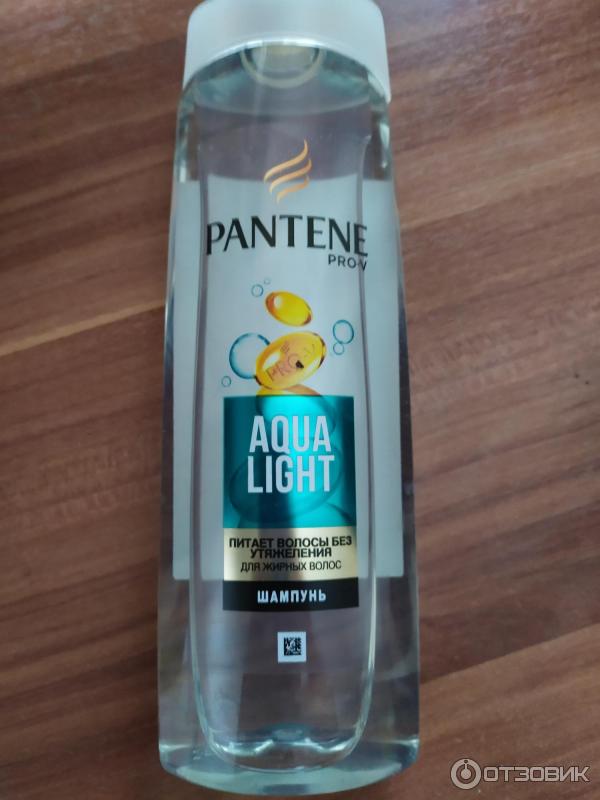 PANTENE
PRO-V
PRO-V
AQUA
LIGHT
ПИТАЕТ ВОЛОСЫ БЕЗ
УТЯЖЕЛЕНИЯ
ДЛЯ ЖИРНЫХ ВОЛОС
ШАМПУНЬ
ОТЗОВИК